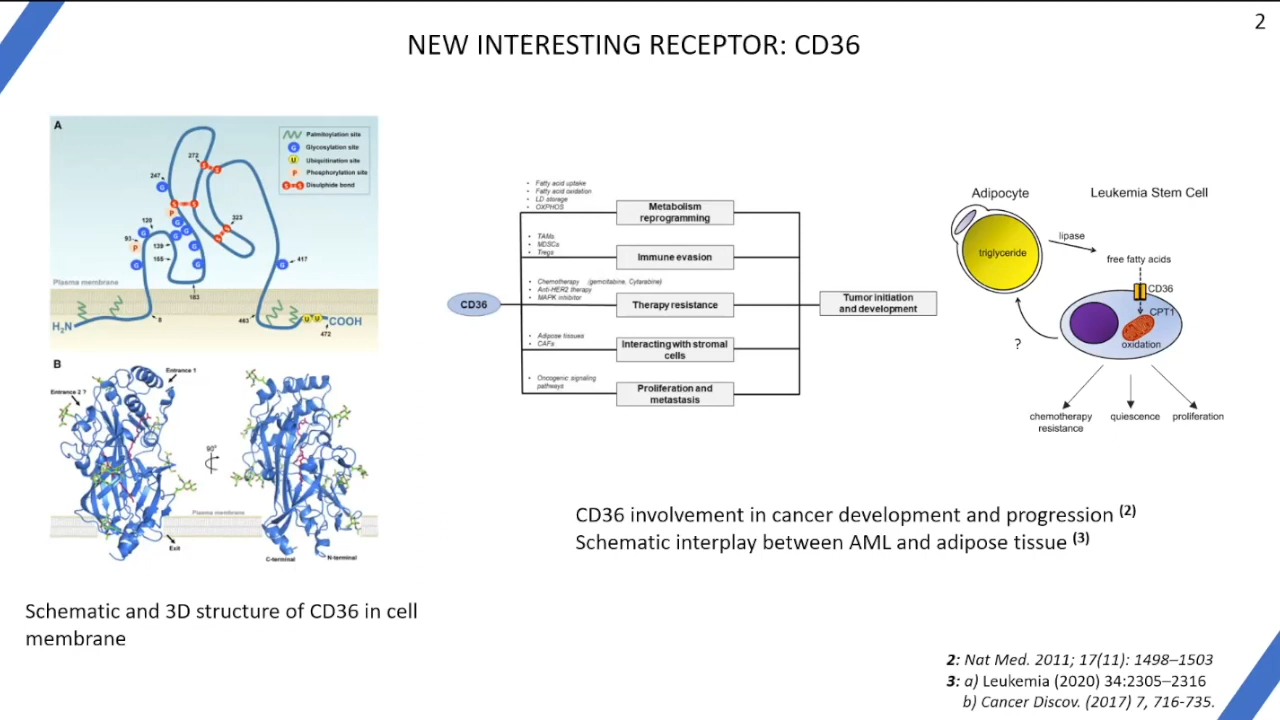 2
NEW INTERESTING RECEPTOR: CD36
A
Palmitoylation site
G Glycosylation site
U Ubiquitination site
P Phosphorylation site
S S Disulphide bond
272
247
G
S S
S S
P
G
120
G
G
G
323
S S
93
P
139
G
G
166
G
G 417
Plasma membrane
183
8
463
U U
H₂N
COOH
472
B
Entrance 1
Entrance 2 ?
90°
Plasma membrane
Exit
C-terminal
N-terminal
Schematic and 3D structure of CD36 in cell
membrane
CD36
• Fatty acid uptake
• Fatty acid oxidation
• LD storage
• OXPHOS
Metabolism
reprogramming
• TAMs
• MDSCs
• Tregs
Immune evasion
• Chemotherapy (gemcitabine, Cytarabine)
• Anti-HER2 therapy
• MAPK inhibitor
Therapy resistance
• Adipose tissues
• CAFs
Interacting with stromal
cells
• Oncogenic signaling
pathways
Proliferation and
metastasis
Tumor initiation
and development
Adipocyte
Leukemia Stem Cell
triglyceride
lipase
free fatty acids
CD36
CPT1
oxidation
?
chemotherapy
resistance
quiescence
proliferation
CD36 involvement in cancer development and progression (2)
Schematic interplay between AML and adipose tissue (3)
2: Nat Med. 2011; 17(11): 1498–1503
3: a) Leukemia (2020) 34:2305–2316
b) Cancer Discov. (2017) 7, 716-735.